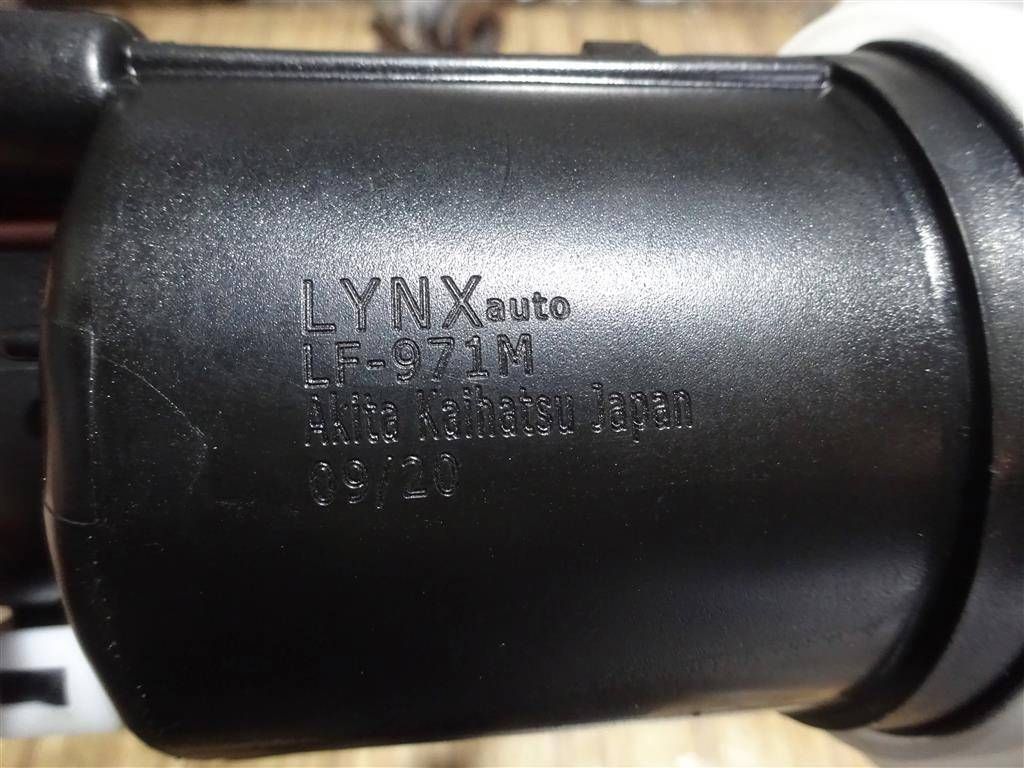 LYNXauto
LF-971M
Akita Kaihatsu Japan
09/20